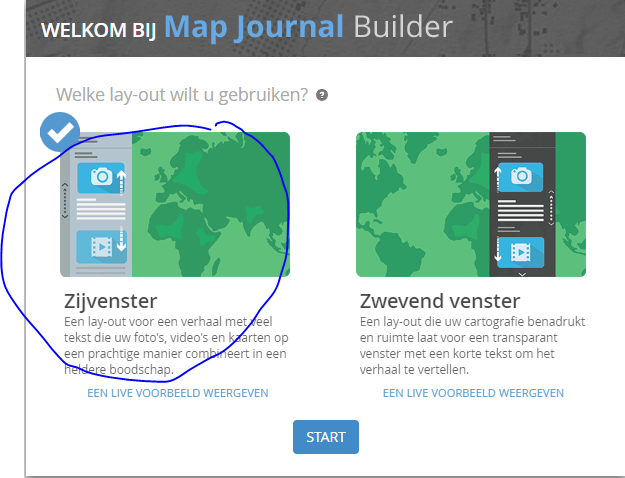 WELKOM BIJ Map Journal Builder
Welke lay-out wilt u gebruiken? ?
Zijvenster
Een lay-out voor een verhaal met veel
tekst die uw foto's, video's en kaarten op
een prachtige manier combineert in een
heldere boodschap.
EEN LIVE VOORBEELD WEERGEVEN
Zwevend venster
Een lay-out die uw cartografie benadrukt
en ruimte laat voor een transparant
venster met een korte tekst om het
verhaal te vertellen.
EEN LIVE VOORBEELD WEERGEVEN
START